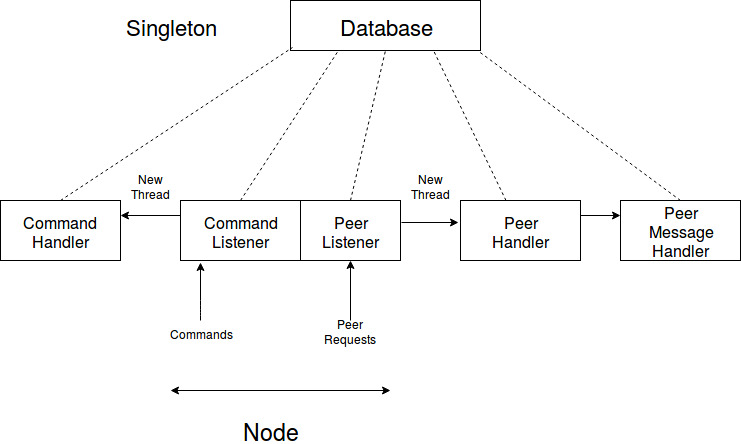 Singleton
Database
New
Thread
New
Thread
Command
Handler
Command
Listener
Peer
Listener
Peer
Handler
Peer
Message
Handler
Commands
Peer
Requests
Node